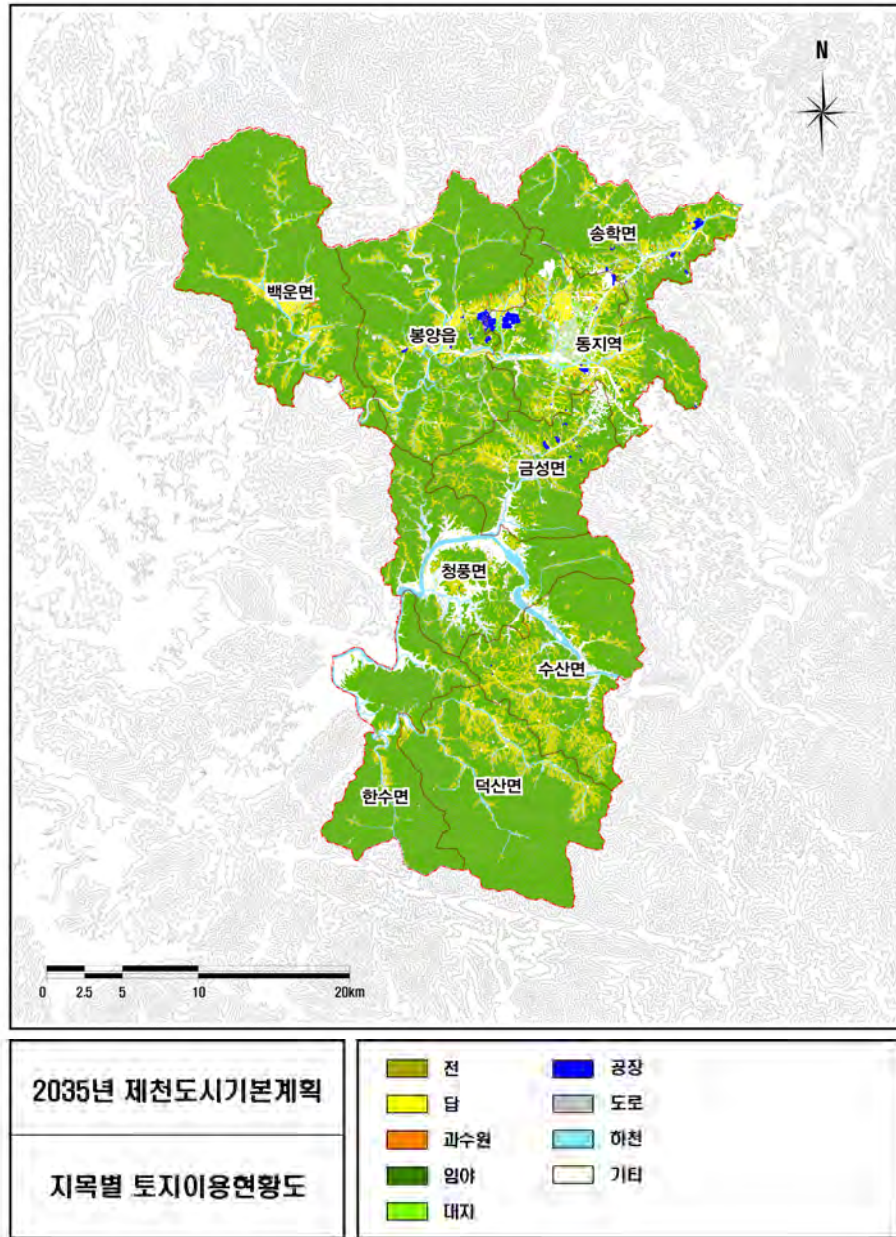 N
송학면
백운면
봉양읍
동지역
금성면
청풍면
수산면
덕산면
한수면
0 2.5 5 10 20km
2035년 제천도시기본계획
지목별 토지이용현황도
전
답
과수원
임야
대지
공장
도로
하천
기타